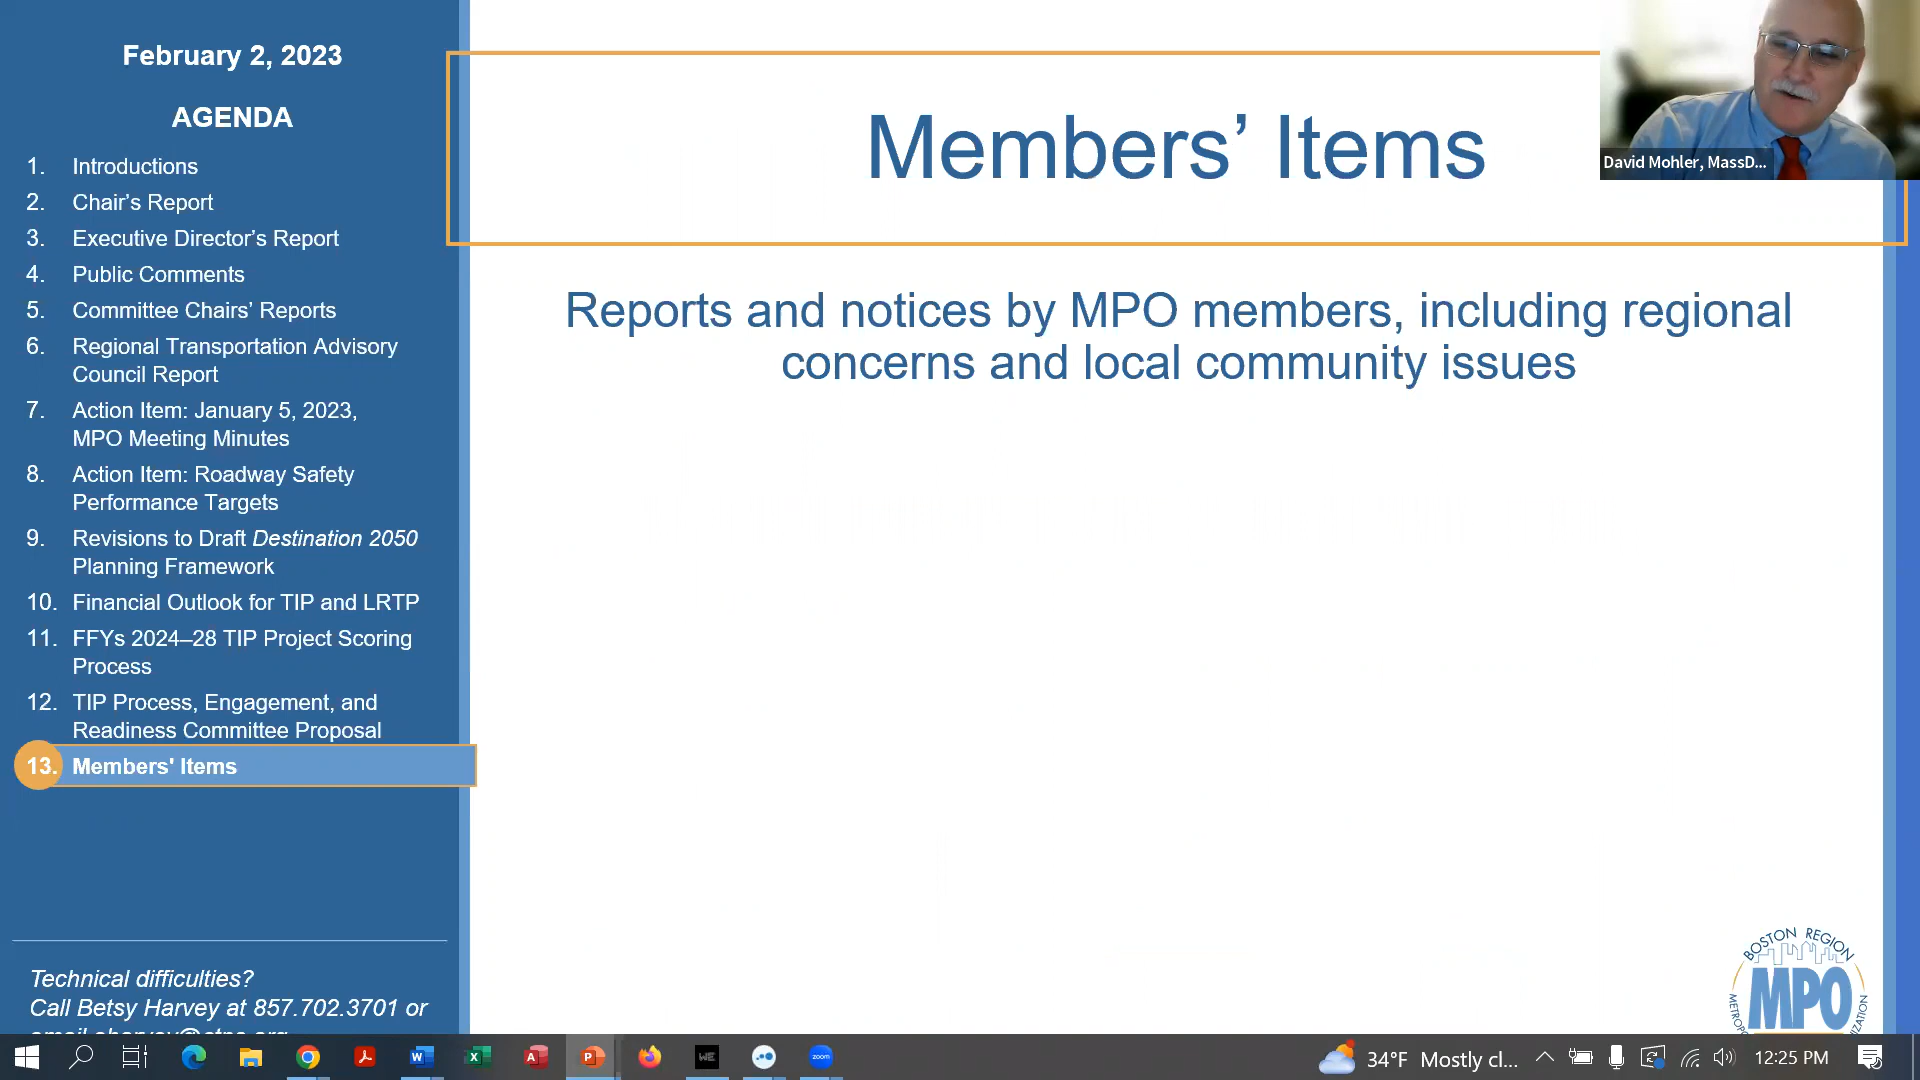 February 2, 2023
AGENDA
1. Introductions
2. Chair’s Report
3. Executive Director’s Report
4. Public Comments
5. Committee Chairs’ Reports
6. Regional Transportation Advisory
Council Report
7. Action Item: January 5, 2023,
MPO Meeting Minutes
8. Action Item: Roadway Safety
Performance Targets
9. Revisions to Draft Destination 2050
Planning Framework
10. Financial Outlook for TIP and LRTP
11. FFYs 2024–28 TIP Project Scoring
Process
12. TIP Process, Engagement, and
Readiness Committee Proposal
13. Members' Items
Technical difficulties?
Call Betsy Harvey at 857.702.3701 or
Members’ Items
Reports and notices by MPO members, including regional
concerns and local community issues
David Mohler, MassD...
BOSTON REGION
MPO
WE
zoom
34°F Mostly cl...
12:25 PM